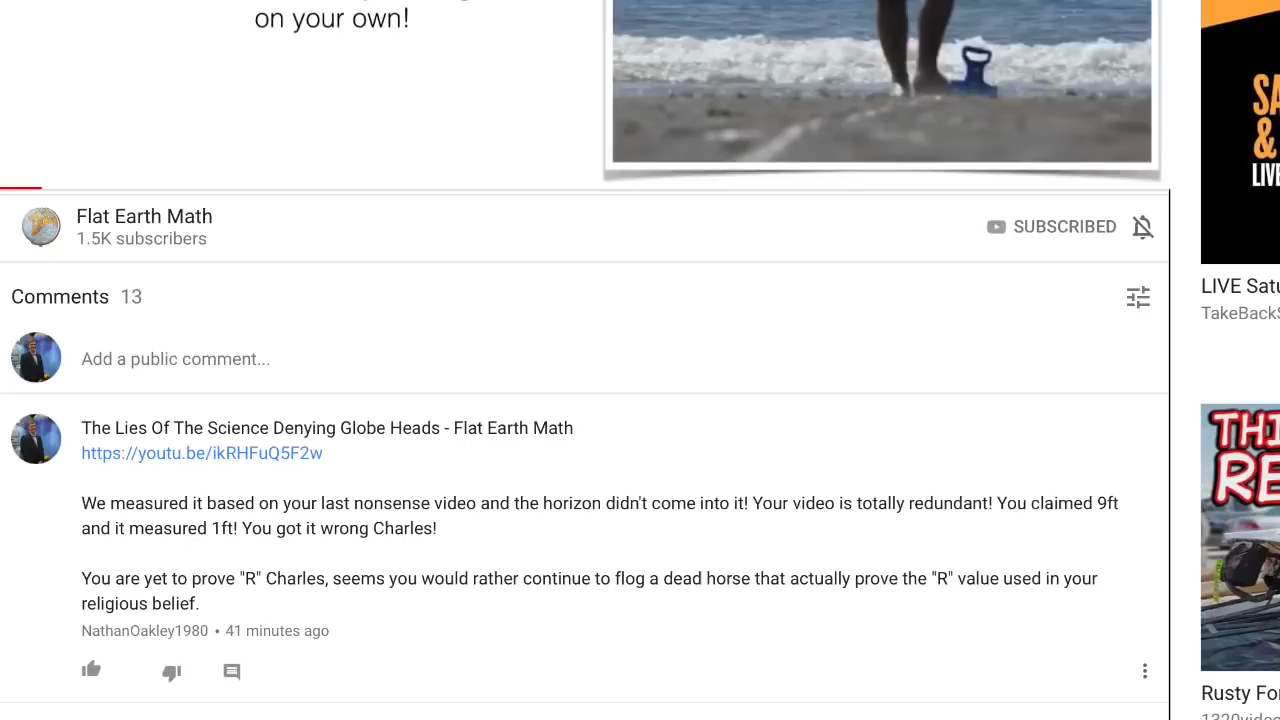 on your own!
Flat Earth Math
1.5K subscribers
SUBSCRIBED
Comments 13
Add a public comment...
The Lies Of The Science Denying Globe Heads - Flat Earth Math
https://youtu.be/ikRHFuQ5F2w
We measured it based on your last nonsense video and the horizon didn't come into it! Your video is totally redundant! You claimed 9ft
and it measured 1ft! You got it wrong Charles!
You are yet to prove "R" Charles, seems you would rather continue to flog a dead horse that actually prove the "R" value used in your
religious belief.
NathanOakley1980 • 41 minutes ago
SA
&
LIVE
LIVE Satu
TakeBackS
THI
RE
Rusty Fo
1320video